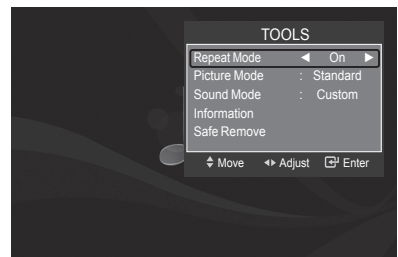 TOOLS
Repeat Mode ◀ On ▶
Picture Mode : Standard
Sound Mode : Custom
Information
Safe Remove
Move Adjust Enter